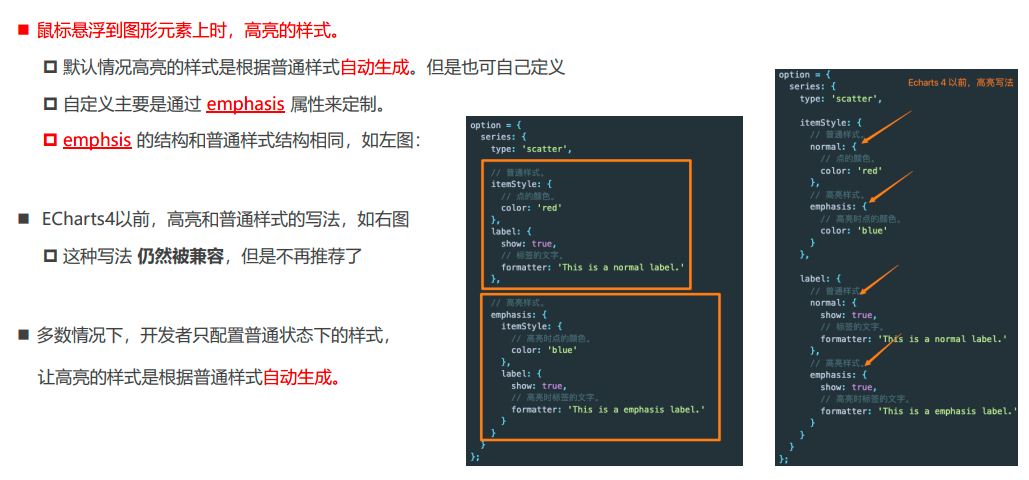 鼠标悬浮到图形元素上时，高亮的样式。
默认情况高亮的样式是根据普通样式自动生成。但是也可自己定义
自定义主要是通过 emphasis 属性来定制。
emphsis 的结构和普通样式结构相同，如左图：
ECharts4以前，高亮和普通样式的写法，如右图
这种写法 仍然被兼容，但是不再推荐了
多数情况下，开发者只配置普通状态下的样式，
让高亮的样式是根据普通样式自动生成。
option = {
series: {
type: 'scatter',
// 普通样式。
itemStyle: {
// 点的颜色。
color: 'red'
},
label: {
show: true,
// 标签的文字。
formatter: 'This is a normal label.'
},
// 高亮样式。
emphasis: {
itemStyle: {
// 高亮时点的颜色。
color: 'blue'
},
label: {
show: true,
// 高亮时标签的文字。
formatter: 'This is a emphasis label.'
}
}
}
};
Echarts 4 以前，高亮写法
option = {
series: {
type: 'scatter',
itemStyle: {
// 普通样式。
normal: {
// 点的颜色。
color: 'red'
},
// 高亮样式。
emphasis: {
// 高亮时点的颜色。
color: 'blue'
}
},
label: {
// 普通样式。
normal: {
show: true,
// 标签的文字。
formatter: 'This is a normal label.'
},
// 高亮样式。
emphasis: {
show: true,
// 高亮时标签的文字。
formatter: 'This is a emphasis label.'
}
}
}
};